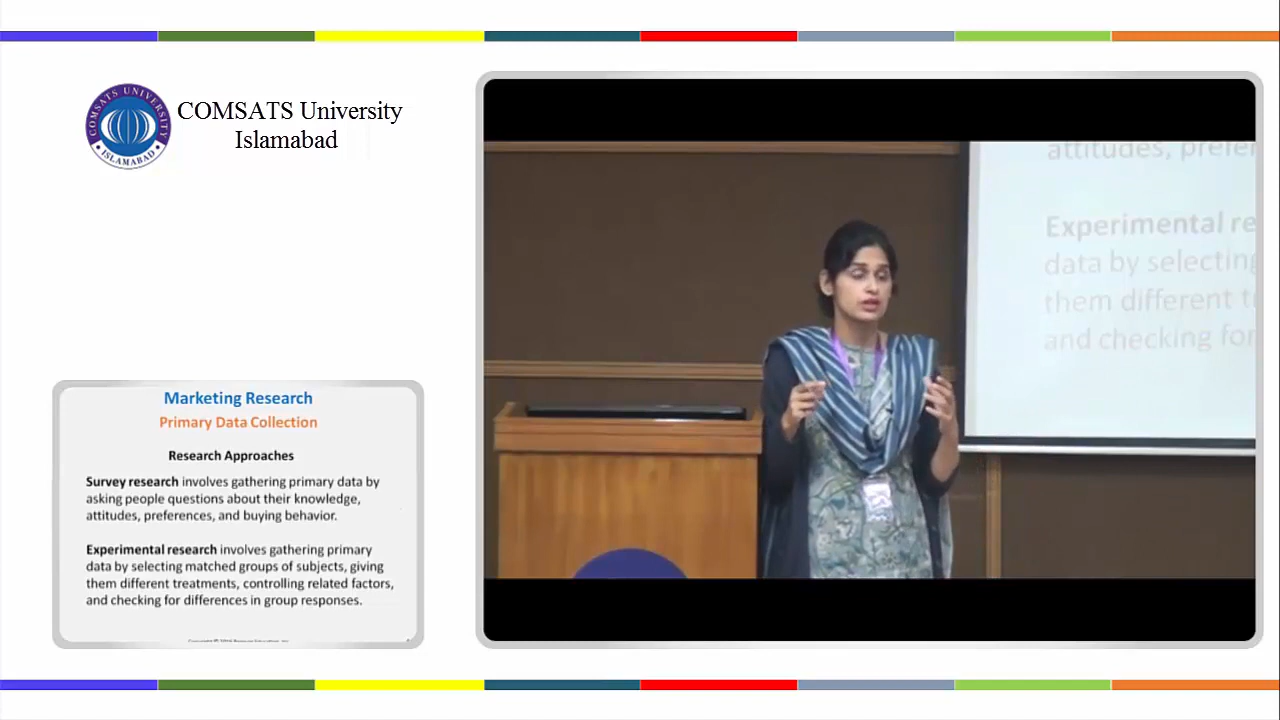 COMSATS UNIVERSITY
• ISLAMABAD •
COMSATS University
Islamabad
Marketing Research
Primary Data Collection
Research Approaches
Survey research involves gathering primary data by
asking people questions about their knowledge,
attitudes, preferences, and buying behavior.
Experimental research involves gathering primary
data by selecting matched groups of subjects, giving
them different treatments, controlling related factors,
and checking for differences in group responses.
attitudes, prefer
Experimental re
data by selecting
them different t
and checking for